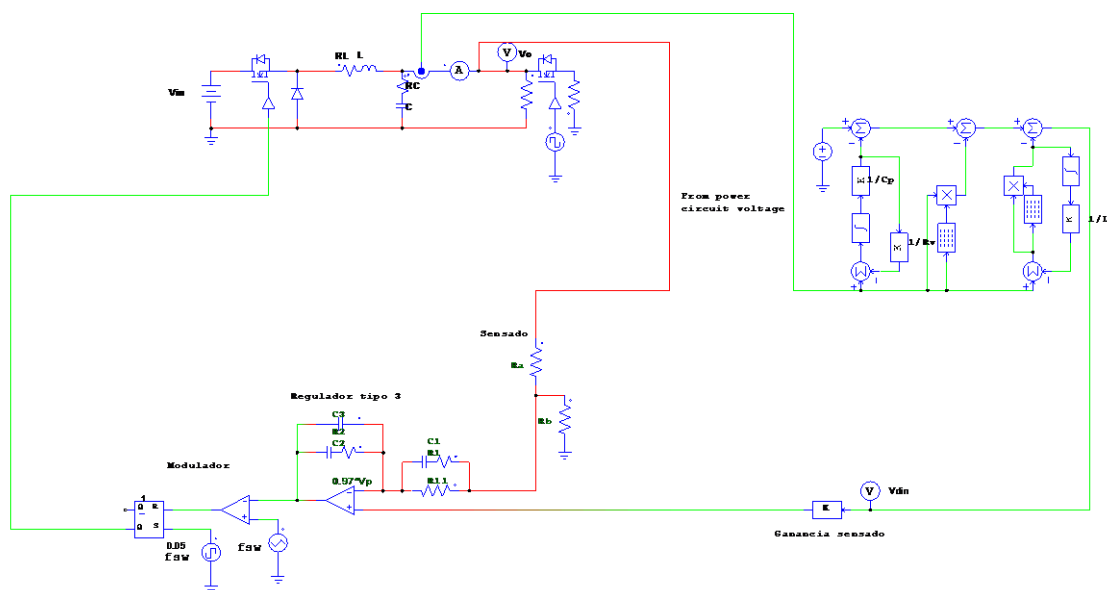 RL L
V Vo
A
Vin
RC
C
Σ Σ Σ
K 1/Cp
K 1/Rv
K
Σ Σ
From power
circuit voltage
Sensado
Ra
Rb
Regulador tipo 3
C3
R2
C2
C1
R1
R11
0.97*Vp
Modulador
1
Q R
Q S
0.05
fsw
fsw
V Vdin
K
Ganancia sensado